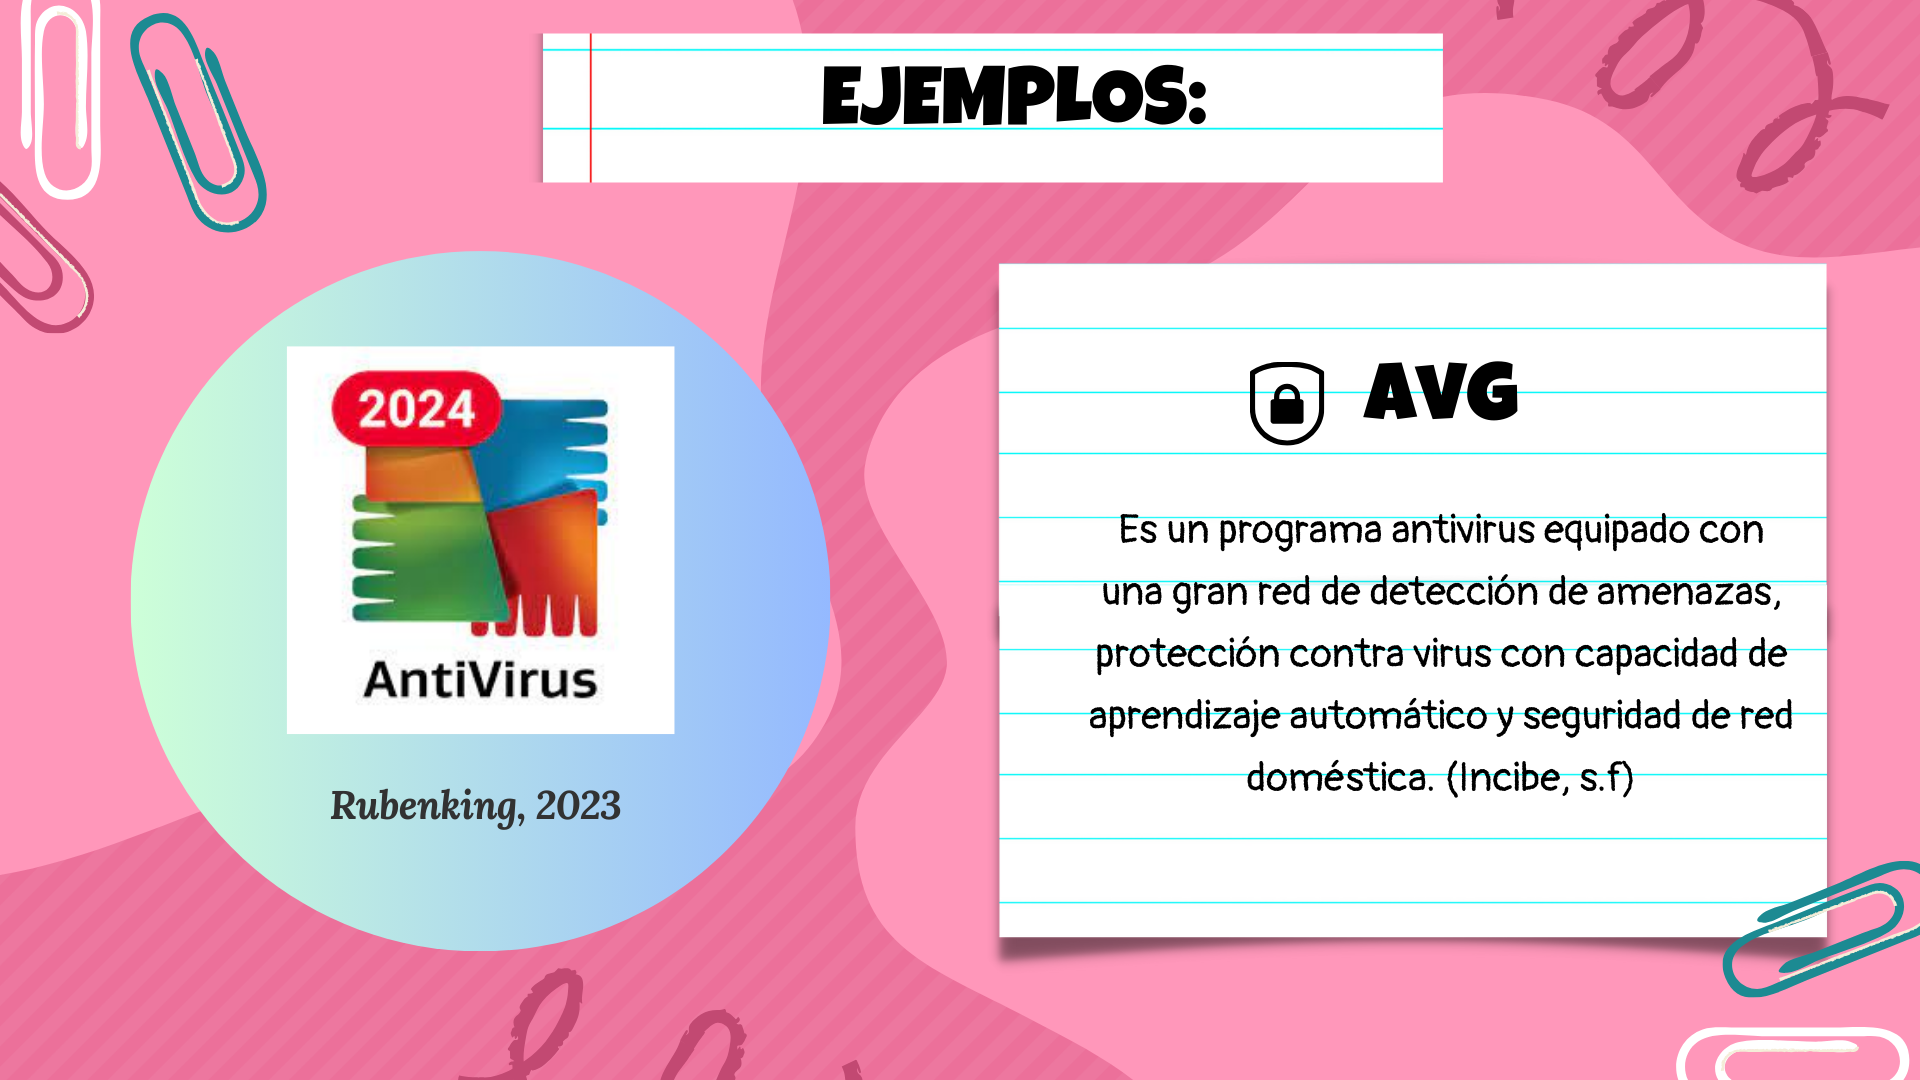 EJEMPLOS:
2024
AntiVirus
Rubenking, 2023
AVG
Es un programa antivirus equipado con
una gran red de detección de amenazas,
protección contra virus con capacidad de
aprendizaje automático y seguridad de red
doméstica. (Incibe, s.f)